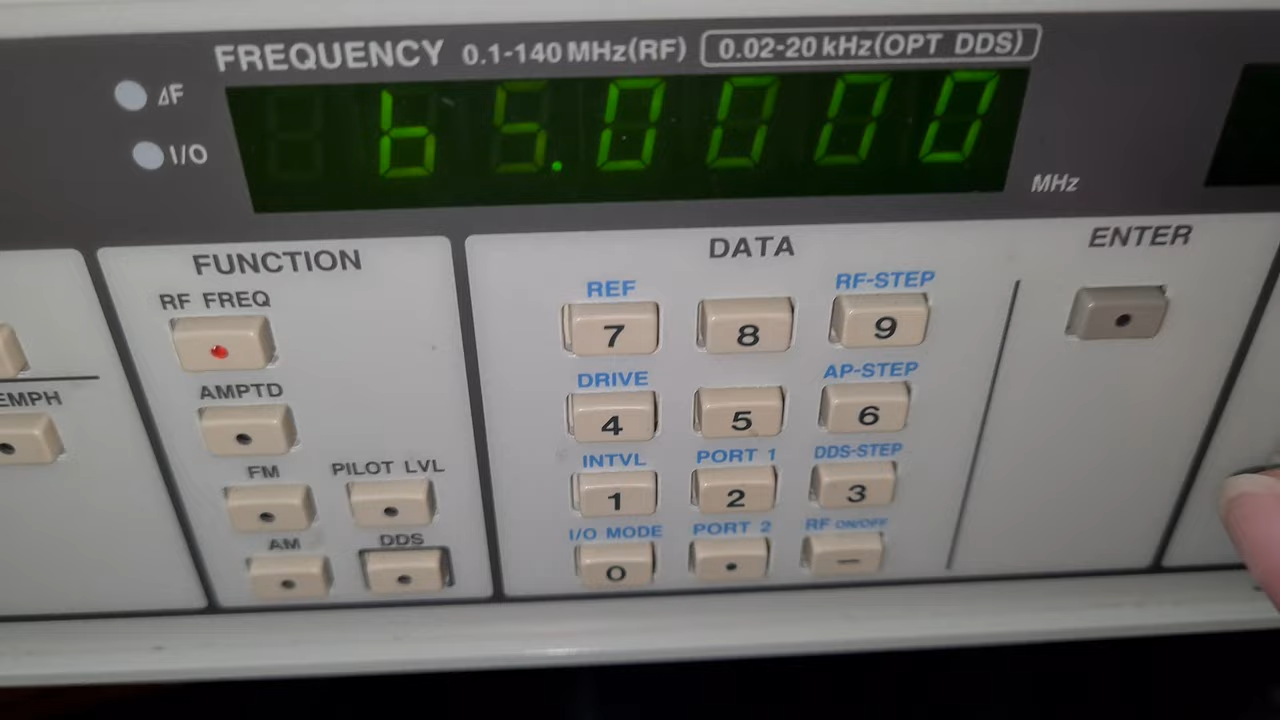 FREQUENCY 0.1-140 MHz(RF) 0.02-20 kHz(OPT DDS)
ΔF
I/O
65.0000
MHz
FUNCTION
DATA
ENTER
RF FREQ
REF
RF-STEP
7
8
9
AMPTD
DRIVE
AP-STEP
4
5
6
EMPH
FM
PILOT LVL
INTVL
PORT 1
DDS-STEP
1
2
3
AM
DDS
I/O MODE
PORT 2
RF ON/OFF
0
.
-